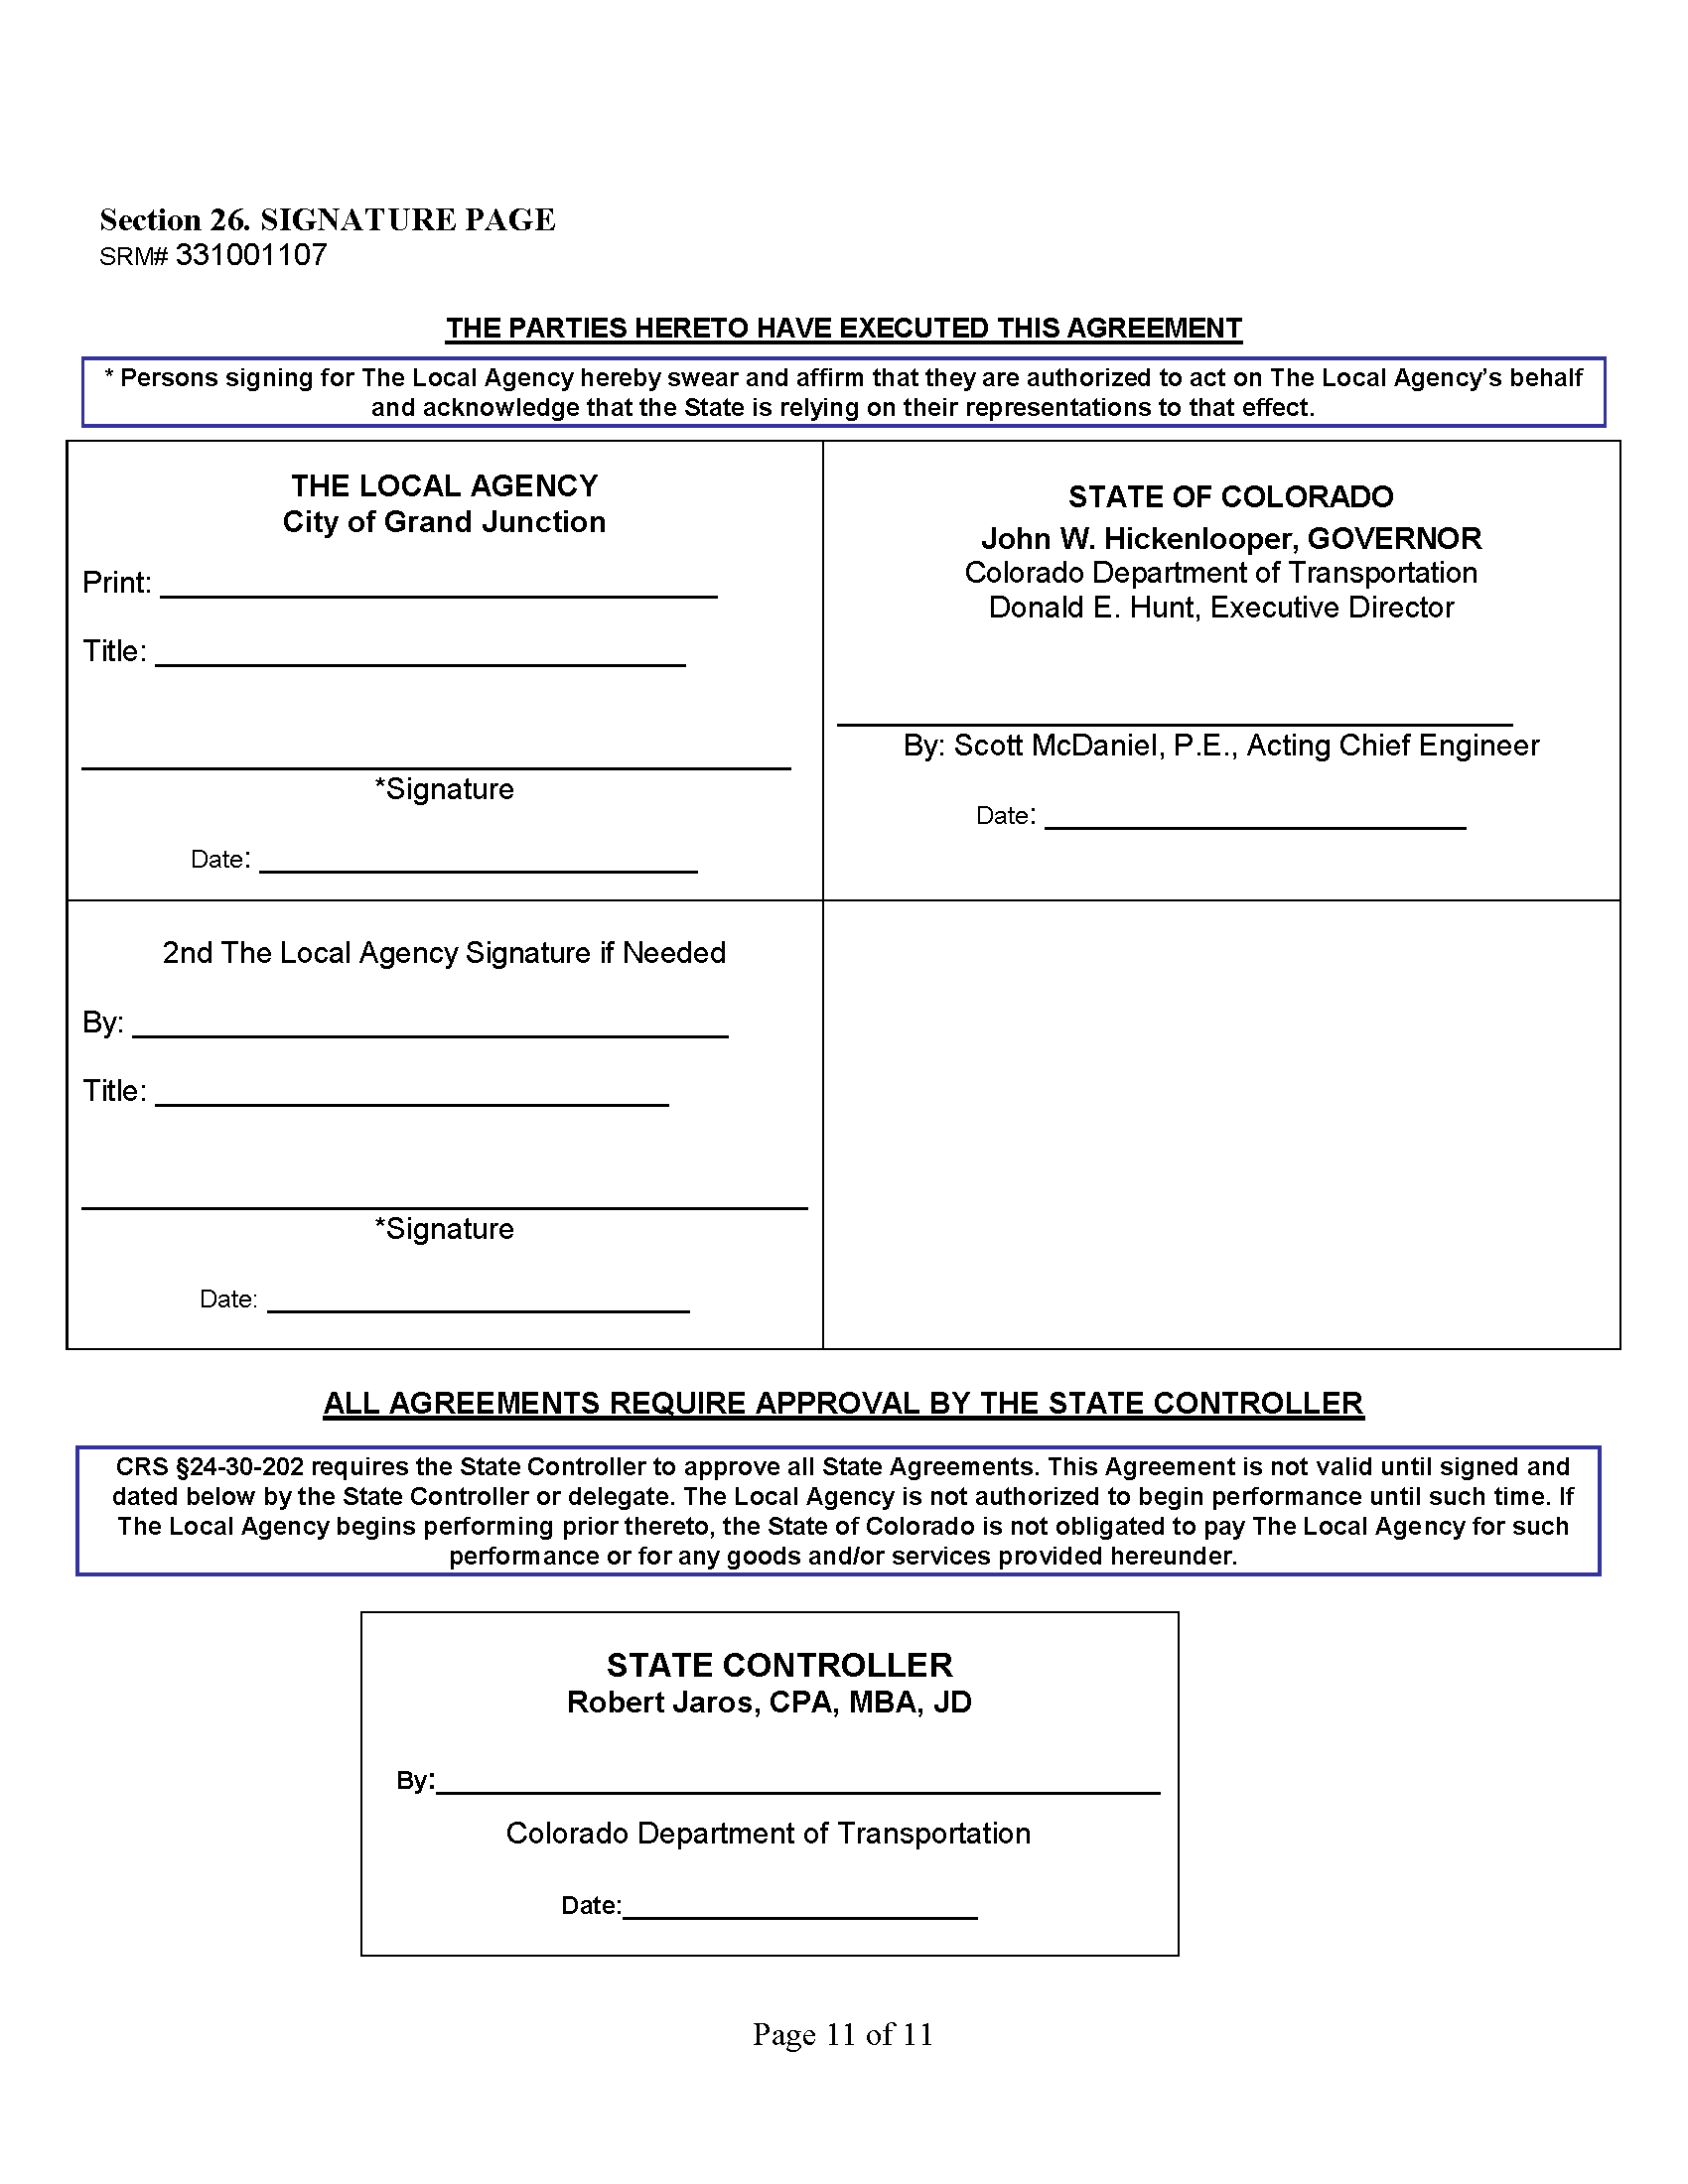 Section 26. SIGNATURE PAGE
SRM# 331001107
THE PARTIES HERETO HAVE EXECUTED THIS AGREEMENT
* Persons signing for The Local Agency hereby swear and affirm that they are authorized to act on The Local Agency's behalf
and acknowledge that the State is relying on their representations to that effect.
THE LOCAL AGENCY
City of Grand Junction
Print:
Title:
*Signature
Date:
STATE OF COLORADO
John W. Hickenlooper, GOVERNOR
Colorado Department of Transportation
Donald E. Hunt, Executive Director
By: Scott McDaniel, P.E., Acting Chief Engineer
Date:
2nd The Local Agency Signature if Needed
By:
Title:
*Signature
Date:
ALL AGREEMENTS REQUIRE APPROVAL BY THE STATE CONTROLLER
CRS §24-30-202 requires the State Controller to approve all State Agreements. This Agreement is not valid until signed and
dated below by the State Controller or delegate. The Local Agency is not authorized to begin performance until such time. If
The Local Agency begins performing prior thereto, the State of Colorado is not obligated to pay The Local Agency for such
performance or for any goods and/or services provided hereunder.
STATE CONTROLLER
Robert Jaros, CPA, MBA, JD
By:
Colorado Department of Transportation
Date:
Page 11 of 11